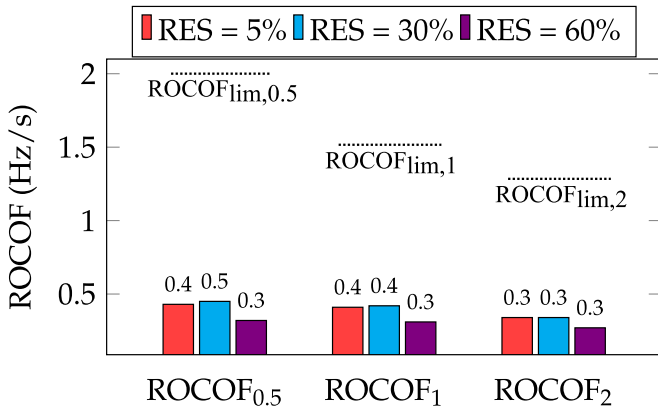 RES = 5% RES = 30% RES = 60%
ROCOF (Hz/s)
2
1.5
1
0.5
ROCOFlim,0.5
ROCOFlim,1
ROCOFlim,2
0.4 0.5 0.3
0.4 0.4 0.3
0.3 0.3 0.3
ROCOF0.5 ROCOF1 ROCOF2